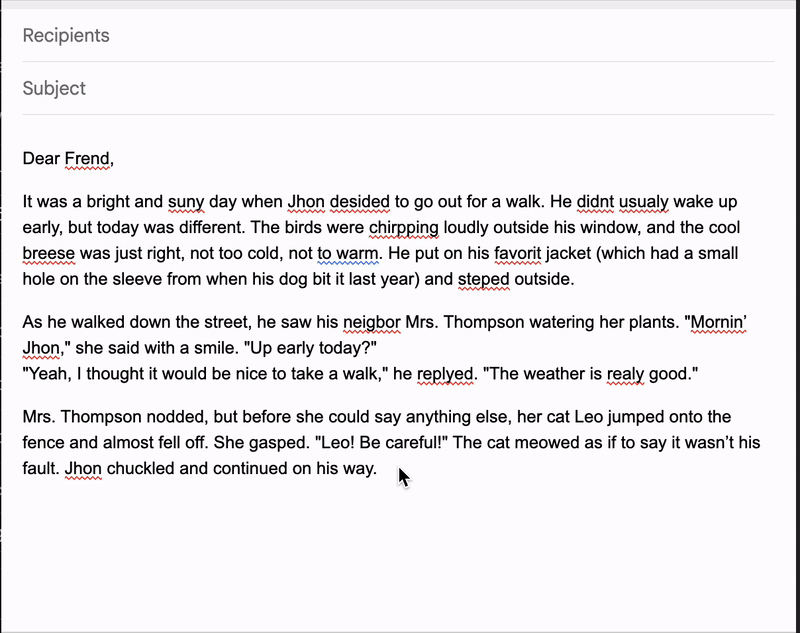 Recipients
Subject
Dear Frend,
It was a bright and suny day when Jhon desided to go out for a walk. He didnt usualy wake up
early, but today was different. The birds were chirpping loudly outside his window, and the cool
breese was just right, not too cold, not to warm. He put on his favorit jacket (which had a small
hole on the sleeve from when his dog bit it last year) and steped outside.
As he walked down the street, he saw his neigbor Mrs. Thompson watering her plants. "Mornin’
Jhon," she said with a smile. "Up early today?"
"Yeah, I thought it would be nice to take a walk," he replyed. "The weather is realy good."
Mrs. Thompson nodded, but before she could say anything else, her cat Leo jumped onto the
fence and almost fell off. She gasped. "Leo! Be careful!" The cat meowed as if to say it wasn’t his
fault. Jhon chuckled and continued on his way.